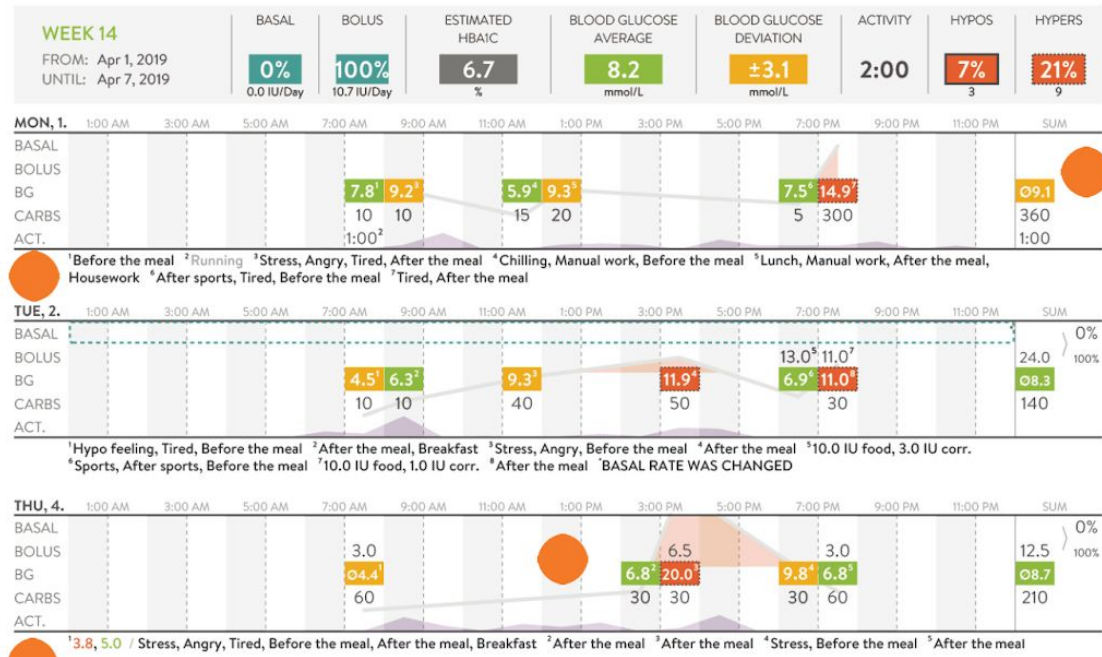 WEEK 14
FROM: Apr 1, 2019
UNTIL: Apr 7, 2019
BASAL
0%
0.0 IU/Day
BOLUS
100%
10.7 IU/Day
ESTIMATED
HBA1C
6.7
%
BLOOD GLUCOSE
AVERAGE
8.2
mmol/L
BLOOD GLUCOSE
DEVIATION
±3.1
mmol/L
ACTIVITY
2:00
HYPOS
7%
3
HYPERS
21%
9
MON, 1. 1:00 AM 3:00 AM 5:00 AM 7:00 AM 9:00 AM 11:00 AM 1:00 PM 3:00 PM 5:00 PM 7:00 PM 9:00 PM 11:00 PM SUM
BASAL
BOLUS
BG 7.8¹ 9.2³ 5.9⁴ 9.3⁵ 7.5⁶ 14.9⁷ Ø9.1
CARBS 10 10 15 20 5 300 360
ACT. 1:00² 1:00
¹Before the meal ²Running ³Stress, Angry, Tired, After the meal ⁴Chilling, Manual work, Before the meal ⁵Lunch, Manual work, After the meal,
Housework ⁶After sports, Tired, Before the meal ⁷Tired, After the meal
TUE, 2. 1:00 AM 3:00 AM 5:00 AM 7:00 AM 9:00 AM 11:00 AM 1:00 PM 3:00 PM 5:00 PM 7:00 PM 9:00 PM 11:00 PM SUM
BASAL 0%
BOLUS 13.0⁵ 11.0⁷ 24.0 100%
BG 4.5¹ 6.3² 9.3³ 11.9⁴ 6.9⁶ 11.0⁸ Ø8.3
CARBS 10 10 40 50 30 140
ACT.
¹Hypo feeling, Tired, Before the meal ²After the meal, Breakfast ³Stress, Angry, Before the meal ⁴After the meal ⁵10.0 IU food, 3.0 IU corr.
⁶Sports, After sports, Before the meal ⁷10.0 IU food, 1.0 IU corr. ⁸After the meal *BASAL RATE WAS CHANGED
THU, 4. 1:00 AM 3:00 AM 5:00 AM 7:00 AM 9:00 AM 11:00 AM 1:00 PM 3:00 PM 5:00 PM 7:00 PM 9:00 PM 11:00 PM SUM
BASAL 0%
BOLUS 3.0 6.5 3.0 12.5 100%
BG Ø4.4¹ 6.8² 20.0³ 9.8⁴ 6.8⁵ Ø8.7
CARBS 60 30 30 30 60 210
ACT.
¹3.8, 5.0 / Stress, Angry, Tired, Before the meal, After the meal, Breakfast ²After the meal ³After the meal ⁴Stress, Before the meal ⁵After the meal